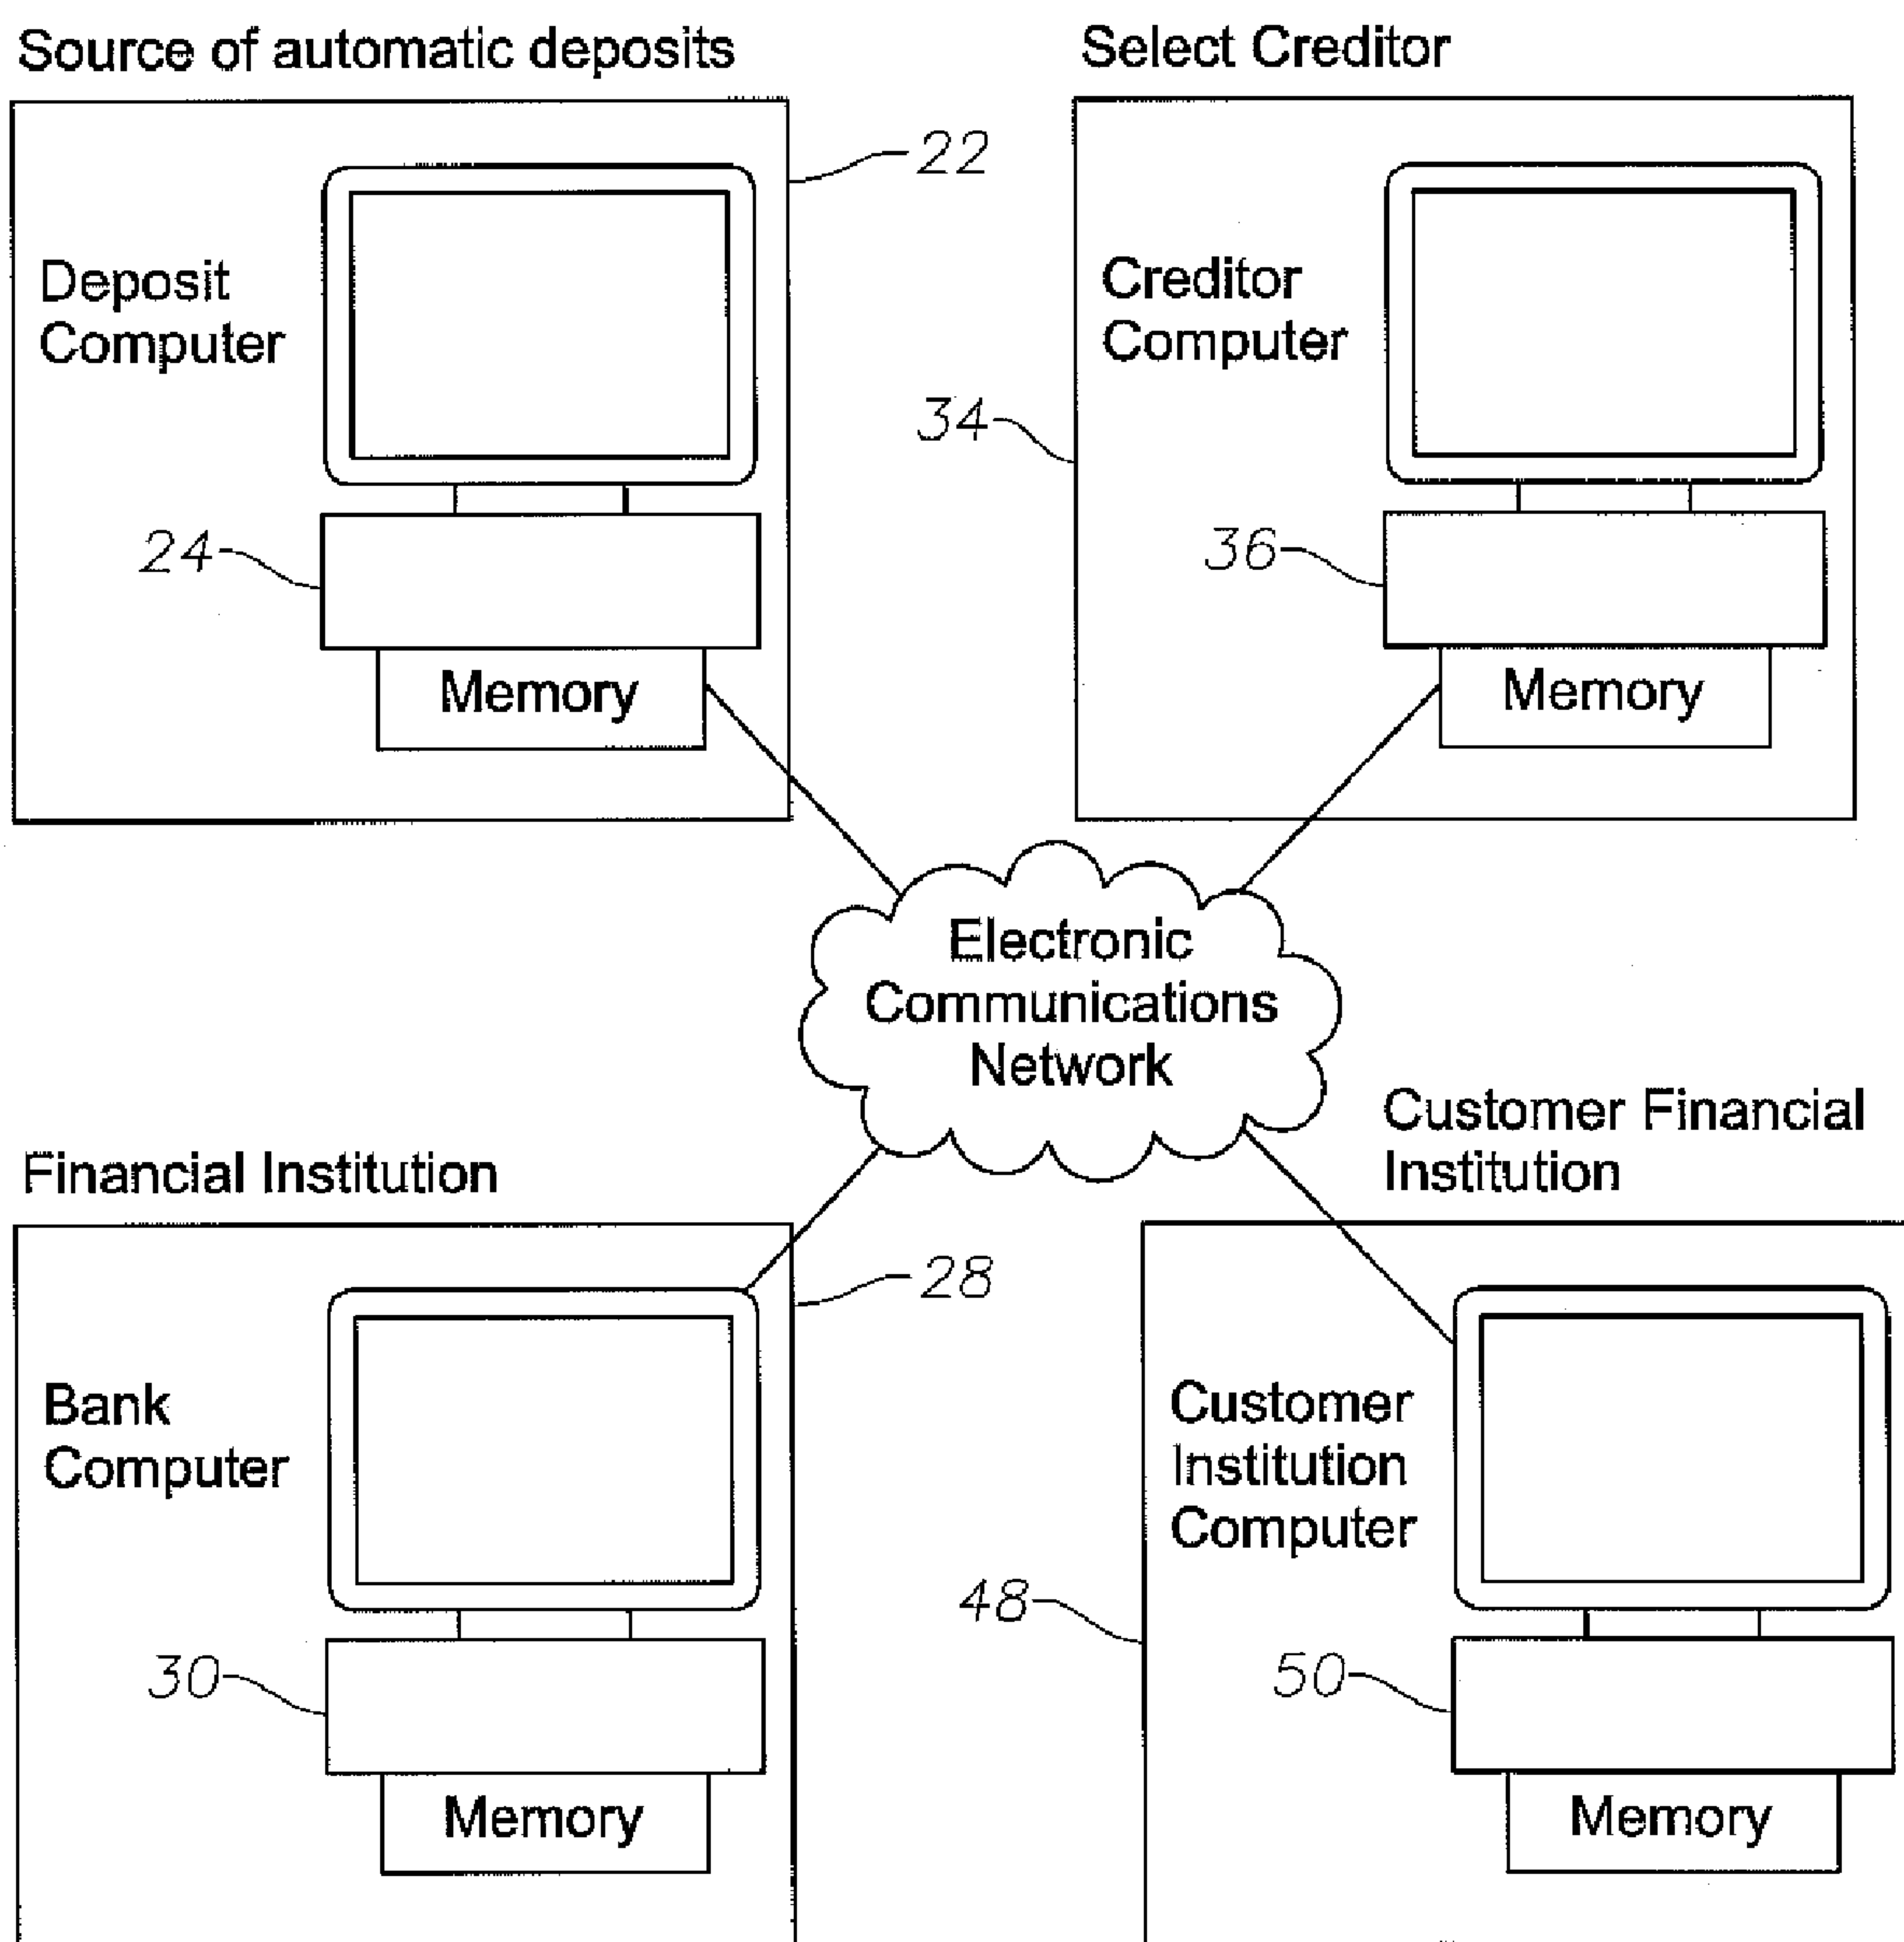 Source of automatic deposits
Select Creditor
22
Deposit
Computer
24
Memory
Creditor
Computer
34
36
Memory
Electronic
Communications
Network
Financial Institution
28
Bank
Computer
30
Memory
Customer Financial
Institution
Customer
Institution
Computer
48
50
Memory